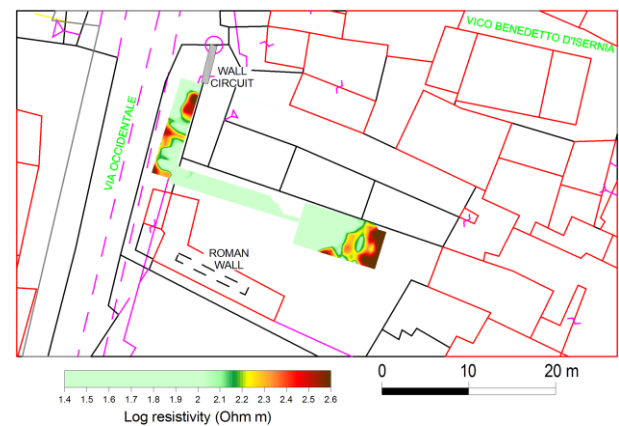 VICO BENEDETTO D'ISERNIA
WALL
CIRCUIT
VIA OCCIDENTALE
ROMAN
WALL
0 10 20 m
1.4 1.5 1.6 1.7 1.8 1.9 2 2.1 2.2 2.3 2.4 2.5 2.6
Log resistivity (Ohm m)